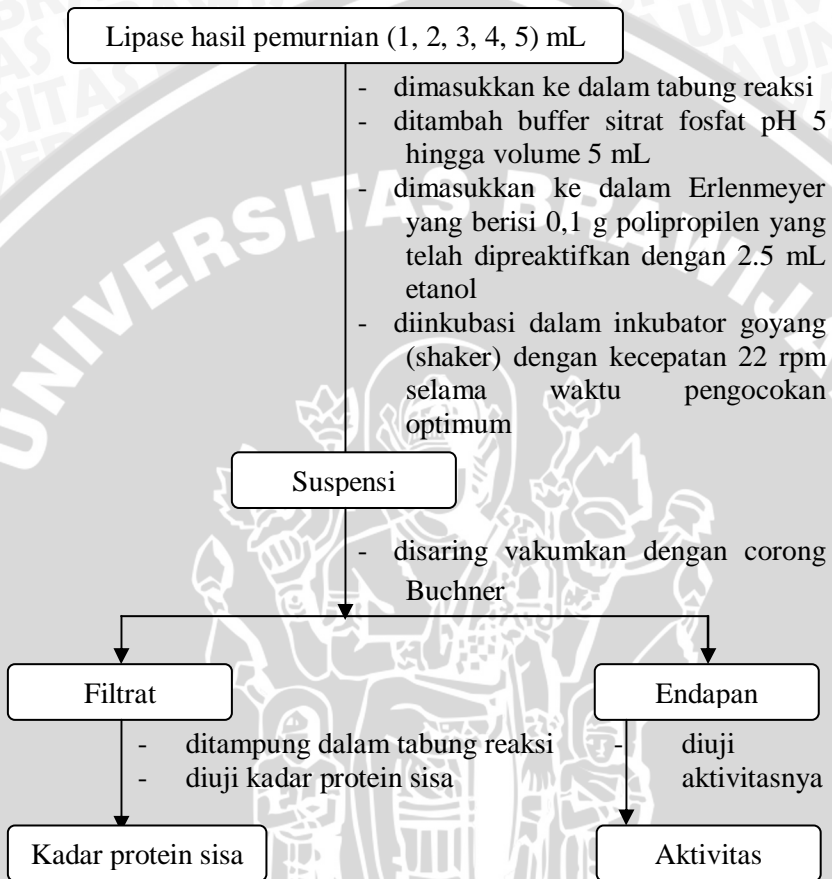 Lipase hasil pemurnian (1, 2, 3, 4, 5) mL
- dimasukkan ke dalam tabung reaksi
- ditambah buffer sitrat fosfat pH 5
hingga volume 5 mL
- dimasukkan ke dalam Erlenmeyer
yang berisi 0,1 g polipropilen yang
telah dipreaktifkan dengan 2.5 mL
etanol
- diinkubasi dalam inkubator goyang
(shaker) dengan kecepatan 22 rpm
selama waktu pengocokan
optimum
Suspensi
- disaring vakumkan dengan corong
Buchner
Filtrat
Endapan
- ditampung dalam tabung reaksi
- diuji kadar protein sisa
- diuji
aktivitasnya
Kadar protein sisa
Aktivitas
UNIVERSITAS BRAWIJA